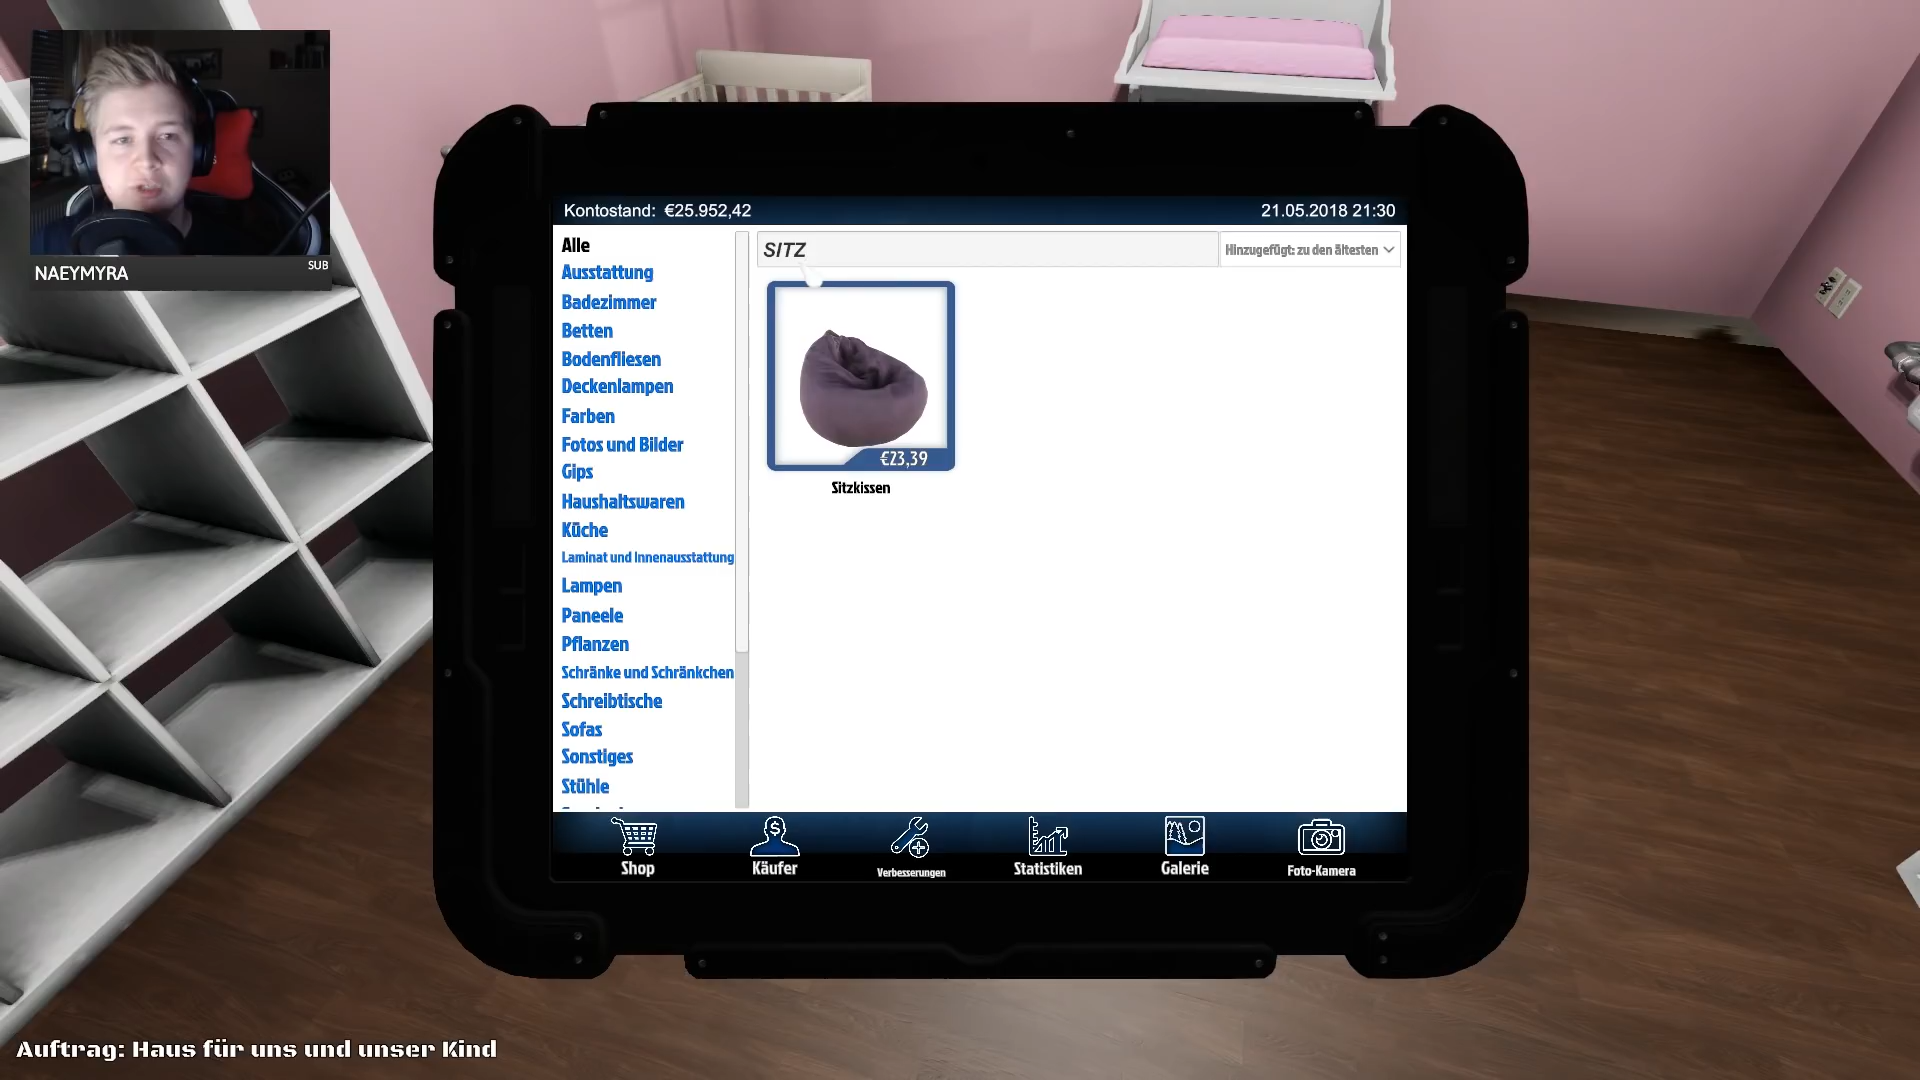 NAEYMYRA
SUB
Kontostand: €25.952,42
21.05.2018 21:30
Alle
Ausstattung
Badezimmer
Betten
Bodenfliesen
Deckenlampen
Farben
Fotos und Bilder
Gips
Haushaltswaren
Küche
Laminat und Innenausstattung
Lampen
Paneele
Pflanzen
Schränke und Schränkchen
Schreibtische
Sofas
Sonstiges
Stühle
SITZ
Hinzugefügt: zu den ältesten
€23,39
Sitzkissen
Shop
Käufer
Verbesserungen
Statistiken
Galerie
Foto-Kamera
Auftrag: Haus für uns und unser Kind